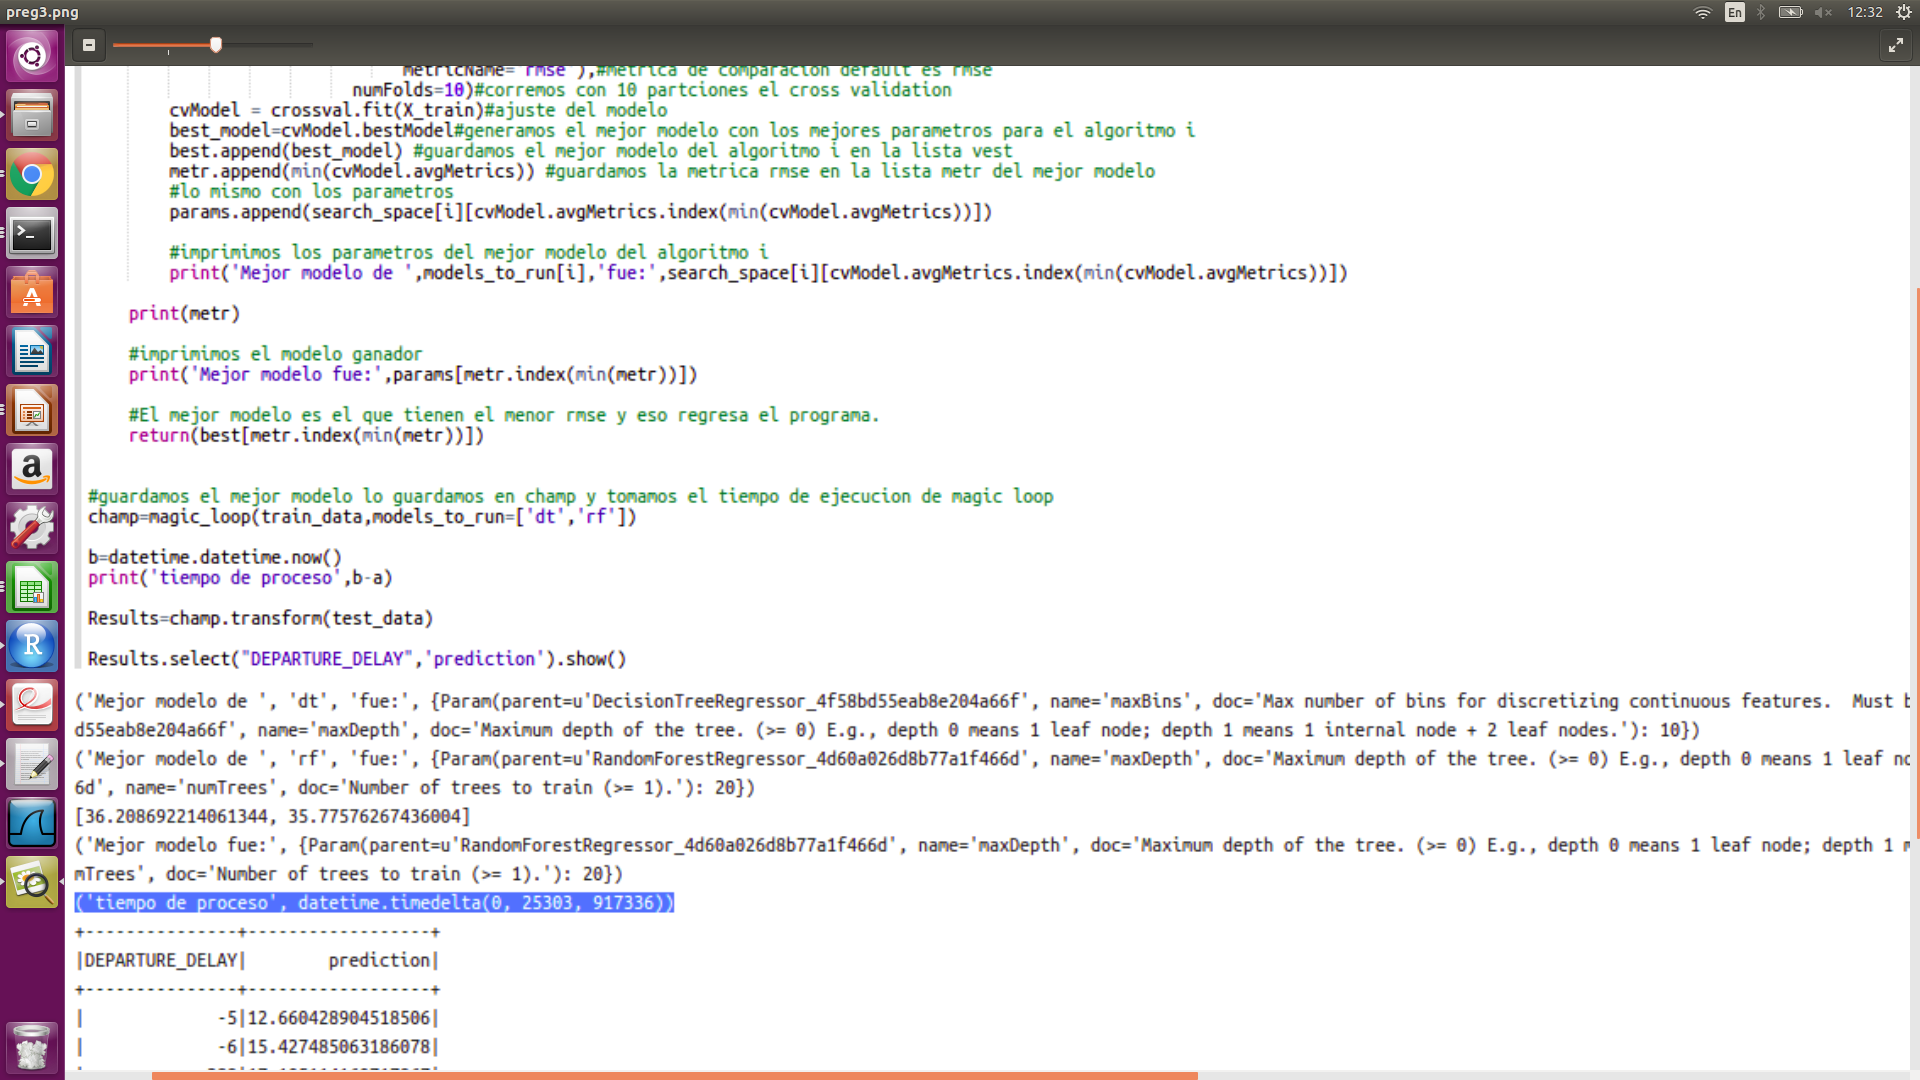 preg3.png
En
12:32
metricName='rmse'),#metrica de comparacion default es rmse
numFolds=10)#corremos con 10 partciones el cross validation
cvModel = crossval.fit(X_train)#ajuste del modelo
best_model=cvModel.bestModel#generamos el mejor modelo con los mejores parametros para el algoritmo i
best.append(best_model) #guardamos el mejor modelo del algoritmo i en la lista vest
metr.append(min(cvModel.avgMetrics)) #guardamos la metrica rmse en la lista metr del mejor modelo
#lo mismo con los parametros
params.append(search_space[i][cvModel.avgMetrics.index(min(cvModel.avgMetrics))])
#imprimimos los parametros del mejor modelo del algoritmo i
print('Mejor modelo de ',models_to_run[i],'fue:',search_space[i][cvModel.avgMetrics.index(min(cvModel.avgMetrics))])
print(metr)
#imprimimos el modelo ganador
print('Mejor modelo fue:',params[metr.index(min(metr))])
#El mejor modelo es el que tienen el menor rmse y eso regresa el programa.
return(best[metr.index(min(metr))])
#guardamos el mejor modelo lo guardamos en champ y tomamos el tiempo de ejecucion de magic loop
champ=magic_loop(train_data,models_to_run=['dt','rf'])
b=datetime.datetime.now()
print('tiempo de proceso',b-a)
Results=champ.transform(test_data)
Results.select("DEPARTURE_DELAY",'prediction').show()
('Mejor modelo de ', 'dt', 'fue:', {Param(parent=u'DecisionTreeRegressor_4f58bd55eab8e204a66f', name='maxBins', doc='Max number of bins for discretizing continuous features.  Must b
d55eab8e204a66f', name='maxDepth', doc='Maximum depth of the tree. (>= 0) E.g., depth 0 means 1 leaf node; depth 1 means 1 internal node + 2 leaf nodes.'): 10})
('Mejor modelo de ', 'rf', 'fue:', {Param(parent=u'RandomForestRegressor_4d60a026d8b77a1f466d', name='maxDepth', doc='Maximum depth of the tree. (>= 0) E.g., depth 0 means 1 leaf no
6d', name='numTrees', doc='Number of trees to train (>= 1).'): 20})
[36.208692214061344, 35.77576267436004]
('Mejor modelo fue:', {Param(parent=u'RandomForestRegressor_4d60a026d8b77a1f466d', name='maxDepth', doc='Maximum depth of the tree. (>= 0) E.g., depth 0 means 1 leaf node; depth 1 m
mTrees', doc='Number of trees to train (>= 1).'): 20})
('tiempo de proceso', datetime.timedelta(0, 25303, 917336))
+---------------+------------------+
|DEPARTURE_DELAY|        prediction|
+---------------+------------------+
|             -5|12.660428904518506|
|             -6|15.427485063186078|